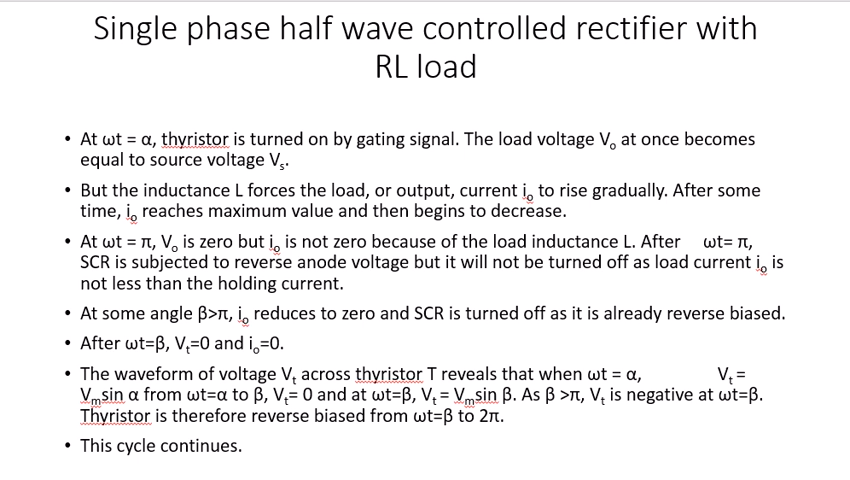 Single phase half wave controlled rectifier with
RL load
• At ωt = α, thyristor is turned on by gating signal. The load voltage Vₒ at once becomes
equal to source voltage Vₛ.
• But the inductance L forces the load, or output, current iₒ to rise gradually. After some
time, iₒ reaches maximum value and then begins to decrease.
• At ωt = π, Vₒ is zero but iₒ is not zero because of the load inductance L. After ωt= π,
SCR is subjected to reverse anode voltage but it will not be turned off as load current iₒ is
not less than the holding current.
• At some angle β>π, iₒ reduces to zero and SCR is turned off as it is already reverse biased.
• After ωt=β, Vₜ=0 and iₒ=0.
• The waveform of voltage Vₜ across thyristor T reveals that when ωt = α, Vₜ =
Vₘsin α from ωt=α to β, Vₜ= 0 and at ωt=β, Vₜ = Vₘsin β. As β >π, Vₜ is negative at ωt=β.
Thyristor is therefore reverse biased from ωt=β to 2π.
• This cycle continues.